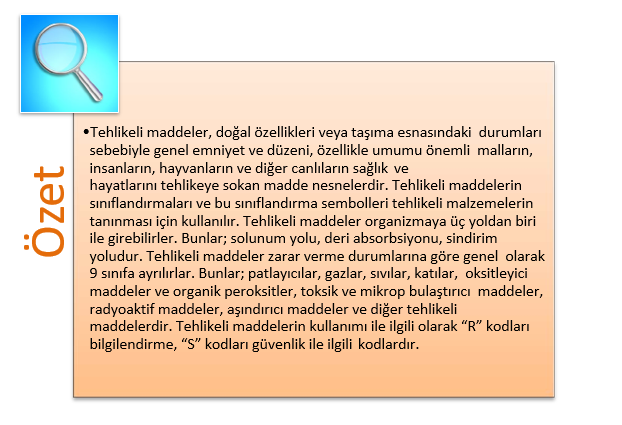 Özet
•Tehlikeli maddeler, doğal özellikleri veya taşıma esnasındaki durumları
sebebiyle genel emniyet ve düzeni, özellikle umumu önemli malların,
insanların, hayvanların ve diğer canlıların sağlık ve
hayatlarını tehlikeye sokan madde nesnelerdir. Tehlikeli maddelerin
sınıflandırmaları ve bu sınıflandırma sembolleri tehlikeli malzemelerin
tanınması için kullanılır. Tehlikeli maddeler organizmaya üç yoldan biri
ile girebilirler. Bunlar; solunum yolu, deri absorbsiyonu, sindirim
yoludur. Tehlikeli maddeler zarar verme durumlarına göre genel olarak
9 sınıfa ayrılırlar. Bunlar; patlayıcılar, gazlar, sıvılar, katılar, oksitleyici
maddeler ve organik peroksitler, toksik ve mikrop bulaştırıcı maddeler,
radyoaktif maddeler, aşındırıcı maddeler ve diğer tehlikeli
maddelerdir. Tehlikeli maddelerin kullanımı ile ilgili olarak “R” kodları
bilgilendirme, “S” kodları güvenlik ile ilgili kodlardır.